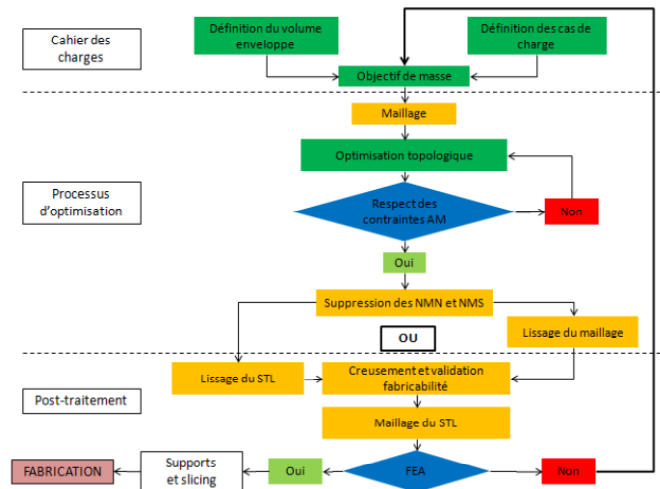 Cahier des
charges
Définition du volume
enveloppe
Définition des cas de
charge
Objectif de masse
Maillage
Optimisation topologique
Processus
d'optimisation
Respect des
contraintes AM
Non
Oui
Suppression des NMN et NMS
OU
Lissage du maillage
Post-traitement
Lissage du STL
Creusement et validation
fabricabilité
Maillage du STL
FABRICATION
Supports
et slicing
Oui
FEA
Non